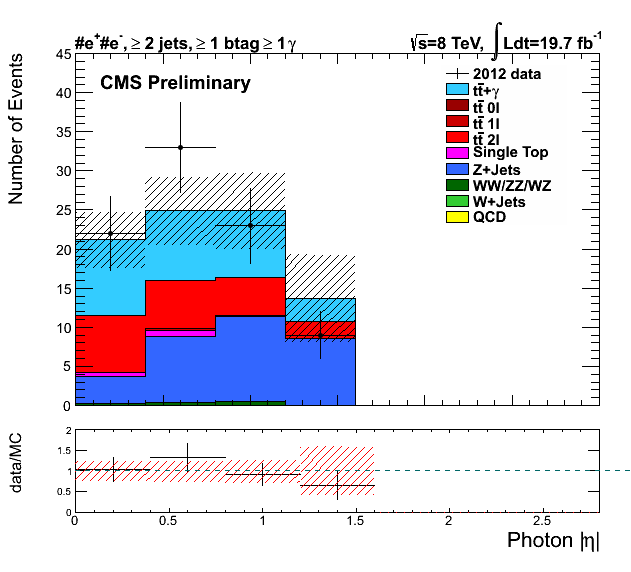 #e⁺#e⁻, ≥ 2 jets, ≥ 1 btag ≥ 1 γ √s=8 TeV, ∫Ldt=19.7 fb⁻¹
CMS Preliminary
2012 data
tt̄+γ
tt̄ 0l
tt̄ 1l
tt̄ 2l
Single Top
Z+Jets
WW/ZZ/WZ
W+Jets
QCD
Number of Events
45
40
35
30
25
20
15
10
5
0
data/MC
2
1.5
1
0.5
0
0 0.5 1 1.5 2 2.5
Photon |η|